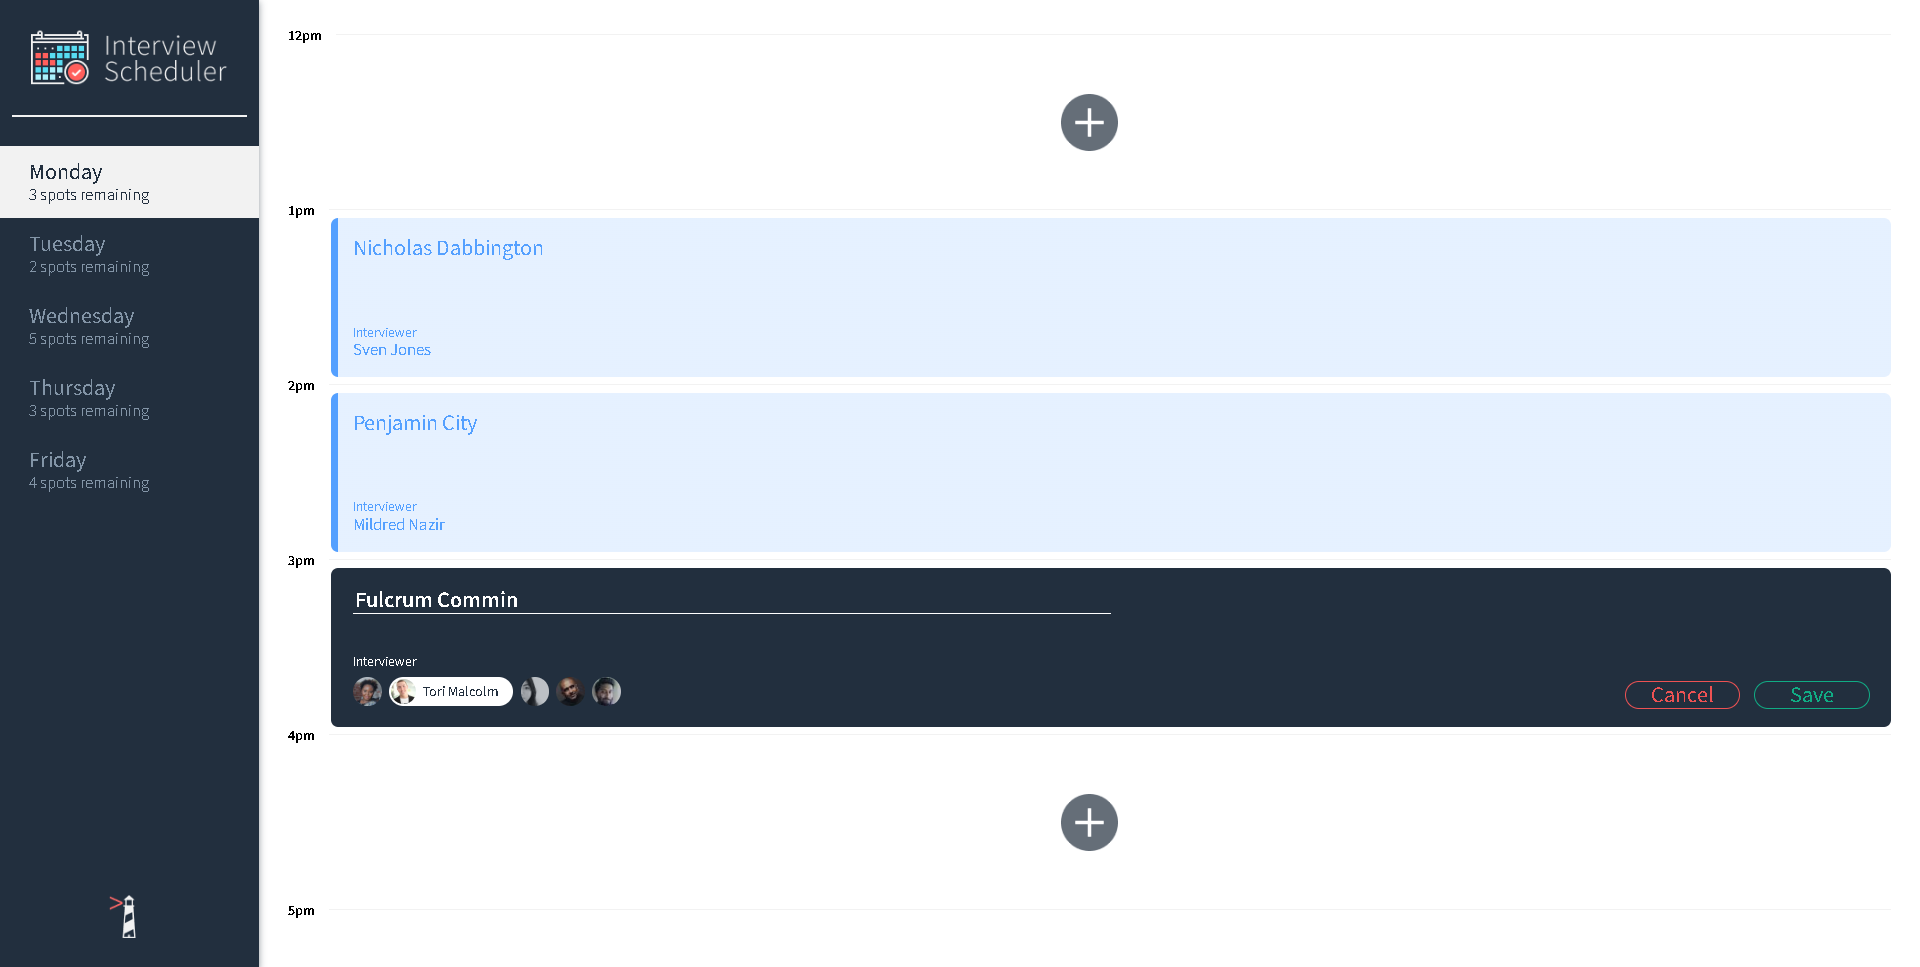 Interview
Scheduler
Monday
3 spots remaining
Tuesday
2 spots remaining
Wednesday
5 spots remaining
Thursday
3 spots remaining
Friday
4 spots remaining
12pm
1pm
Nicholas Dabbington
Interviewer
Sven Jones
2pm
Penjamin City
Interviewer
Mildred Nazir
3pm
Fulcrum Commin
Interviewer
Tori Malcolm
Cancel Save
4pm
5pm